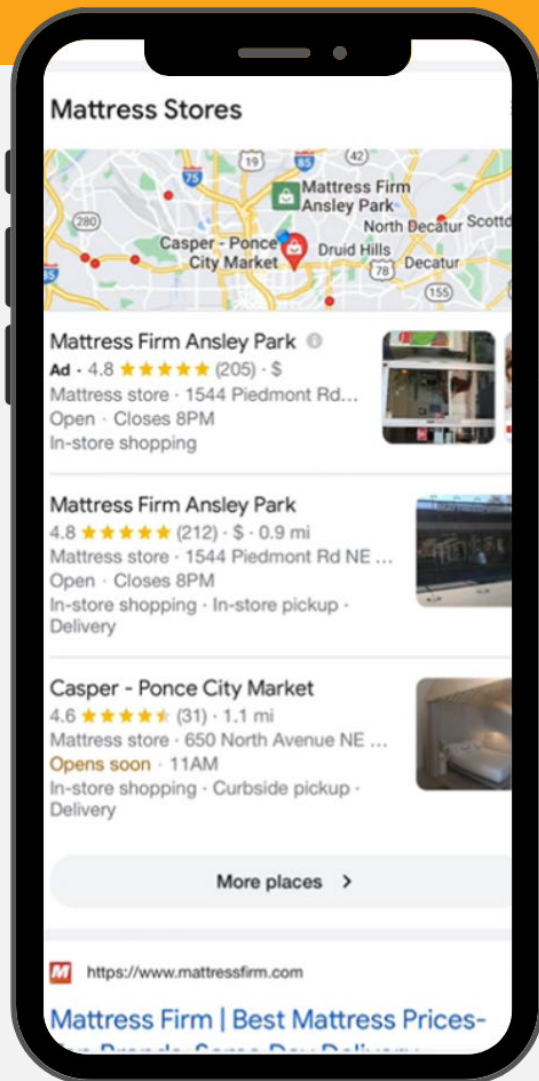 Mattress Stores
19
85
42
75
Mattress Firm
Ansley Park
280
North Decatur
Scottd
Casper - Ponce
City Market
Druid Hills
78
Decatur
85
155
Mattress Firm Ansley Park
Ad · 4.8 ★★★★★ (205) · $
Mattress store · 1544 Piedmont Rd...
Open · Closes 8PM
In-store shopping
Mattress Firm Ansley Park
4.8 ★★★★★ (212) · $ · 0.9 mi
Mattress store · 1544 Piedmont Rd NE ...
Open · Closes 8PM
In-store shopping · In-store pickup ·
Delivery
Casper - Ponce City Market
4.6 ★★★★★ (31) · 1.1 mi
Mattress store · 650 North Avenue NE ...
Opens soon · 11AM
In-store shopping · Curbside pickup ·
Delivery
More places >
M https://www.mattressfirm.com
Mattress Firm | Best Mattress Prices-